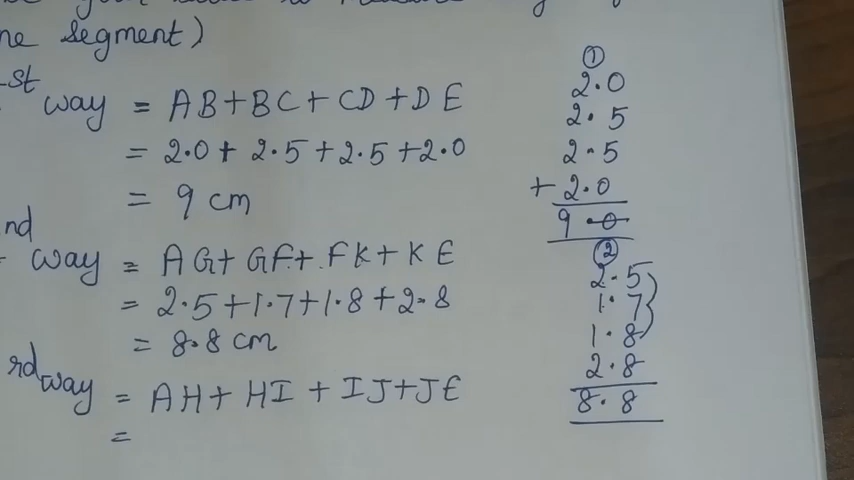 ne segment)
st way = AB+BC+CD+DE
= 2.0+ 2.5+2.5+2.0
= 9 cm
nd way = AG+ GF+ FK+ KE
= 2.5+1.7+1.8+2.8
= 8.8 cm
rd way = AH+ HI + IJ+JE
=
1
2.0
2.5
2.5
+2.0
9.0
2
2.5
1.7
1.8
2.8
8.8